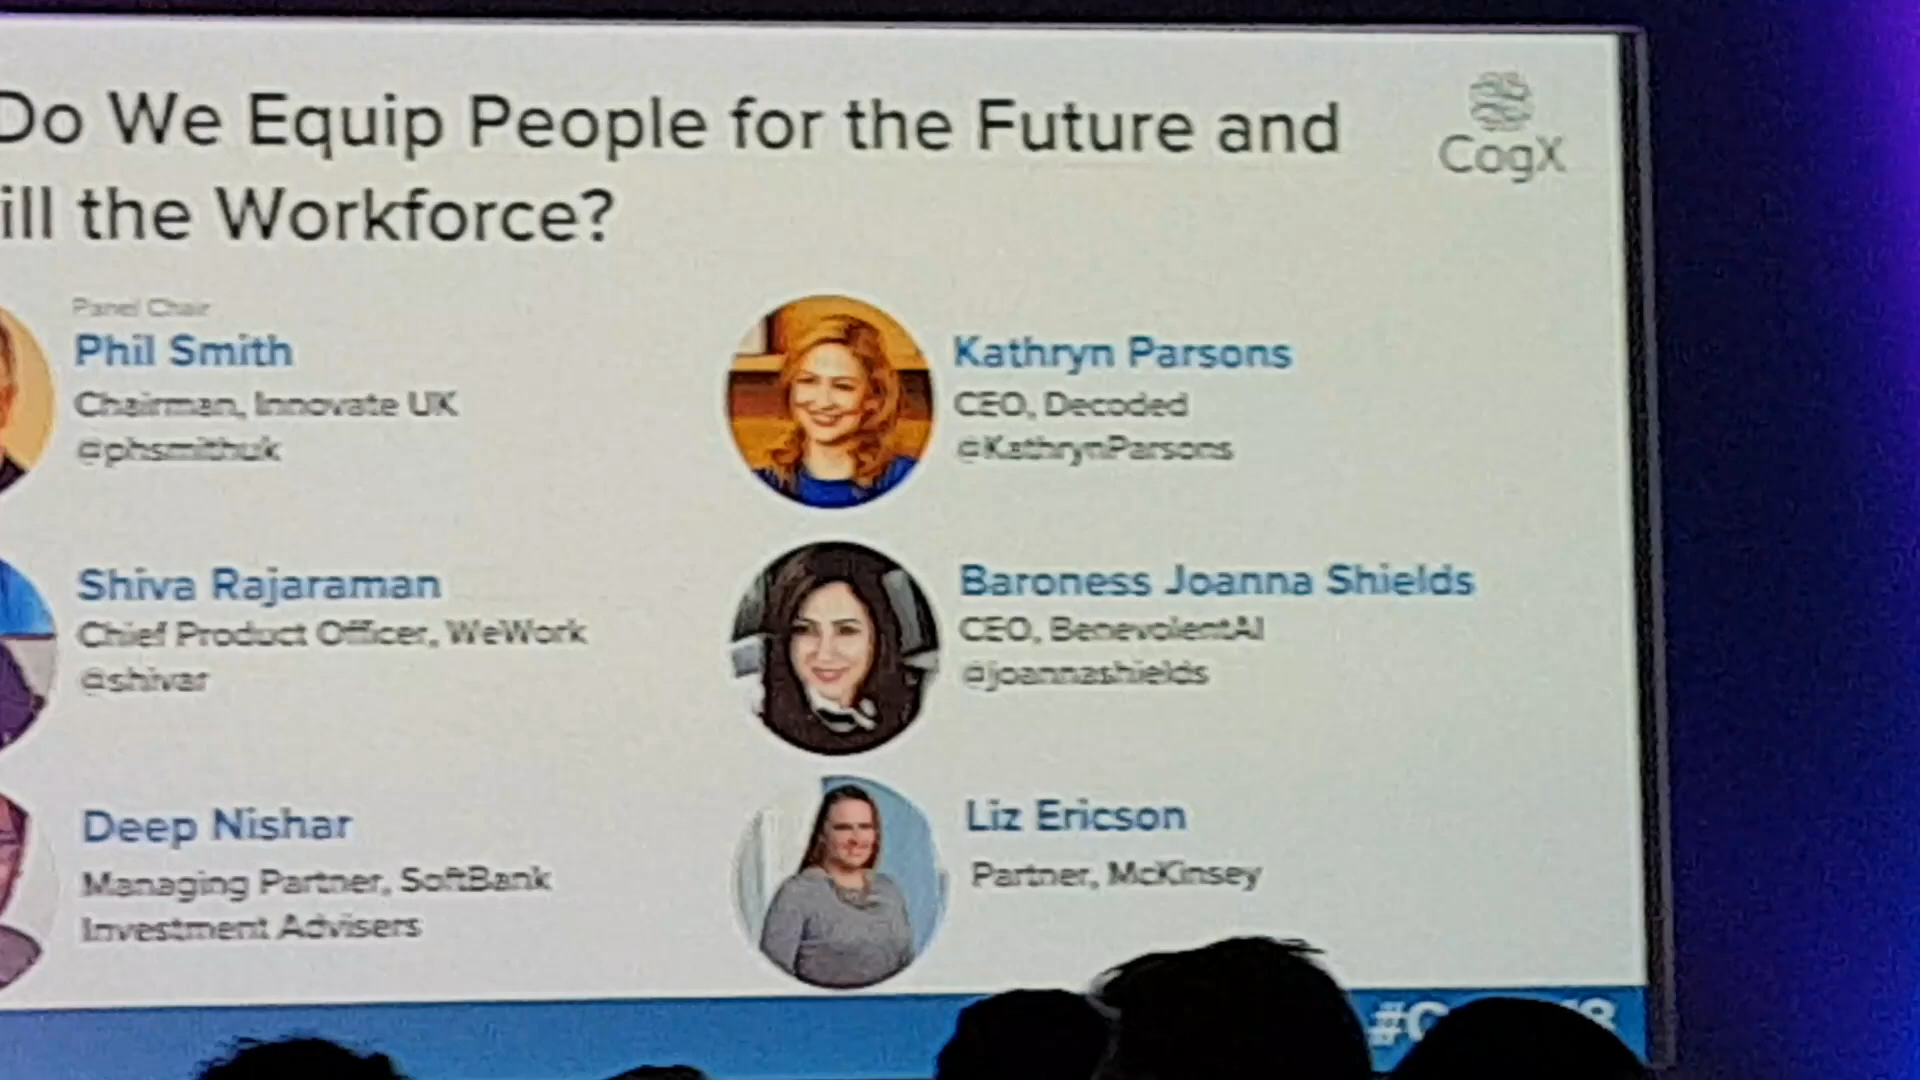 Do We Equip People for the Future and
ill the Workforce?
CogX
Panel Chair
Phil Smith
Chairman, Innovate UK
@phsmithuk
Kathryn Parsons
CEO, Decoded
@KathrynParsons
Shiva Rajaraman
Chief Product Officer, WeWork
@shivar
Baroness Joanna Shields
CEO, BenevolentAI
@joannashields
Deep Nishar
Managing Partner, SoftBank
Investment Advisers
Liz Ericson
Partner, McKinsey